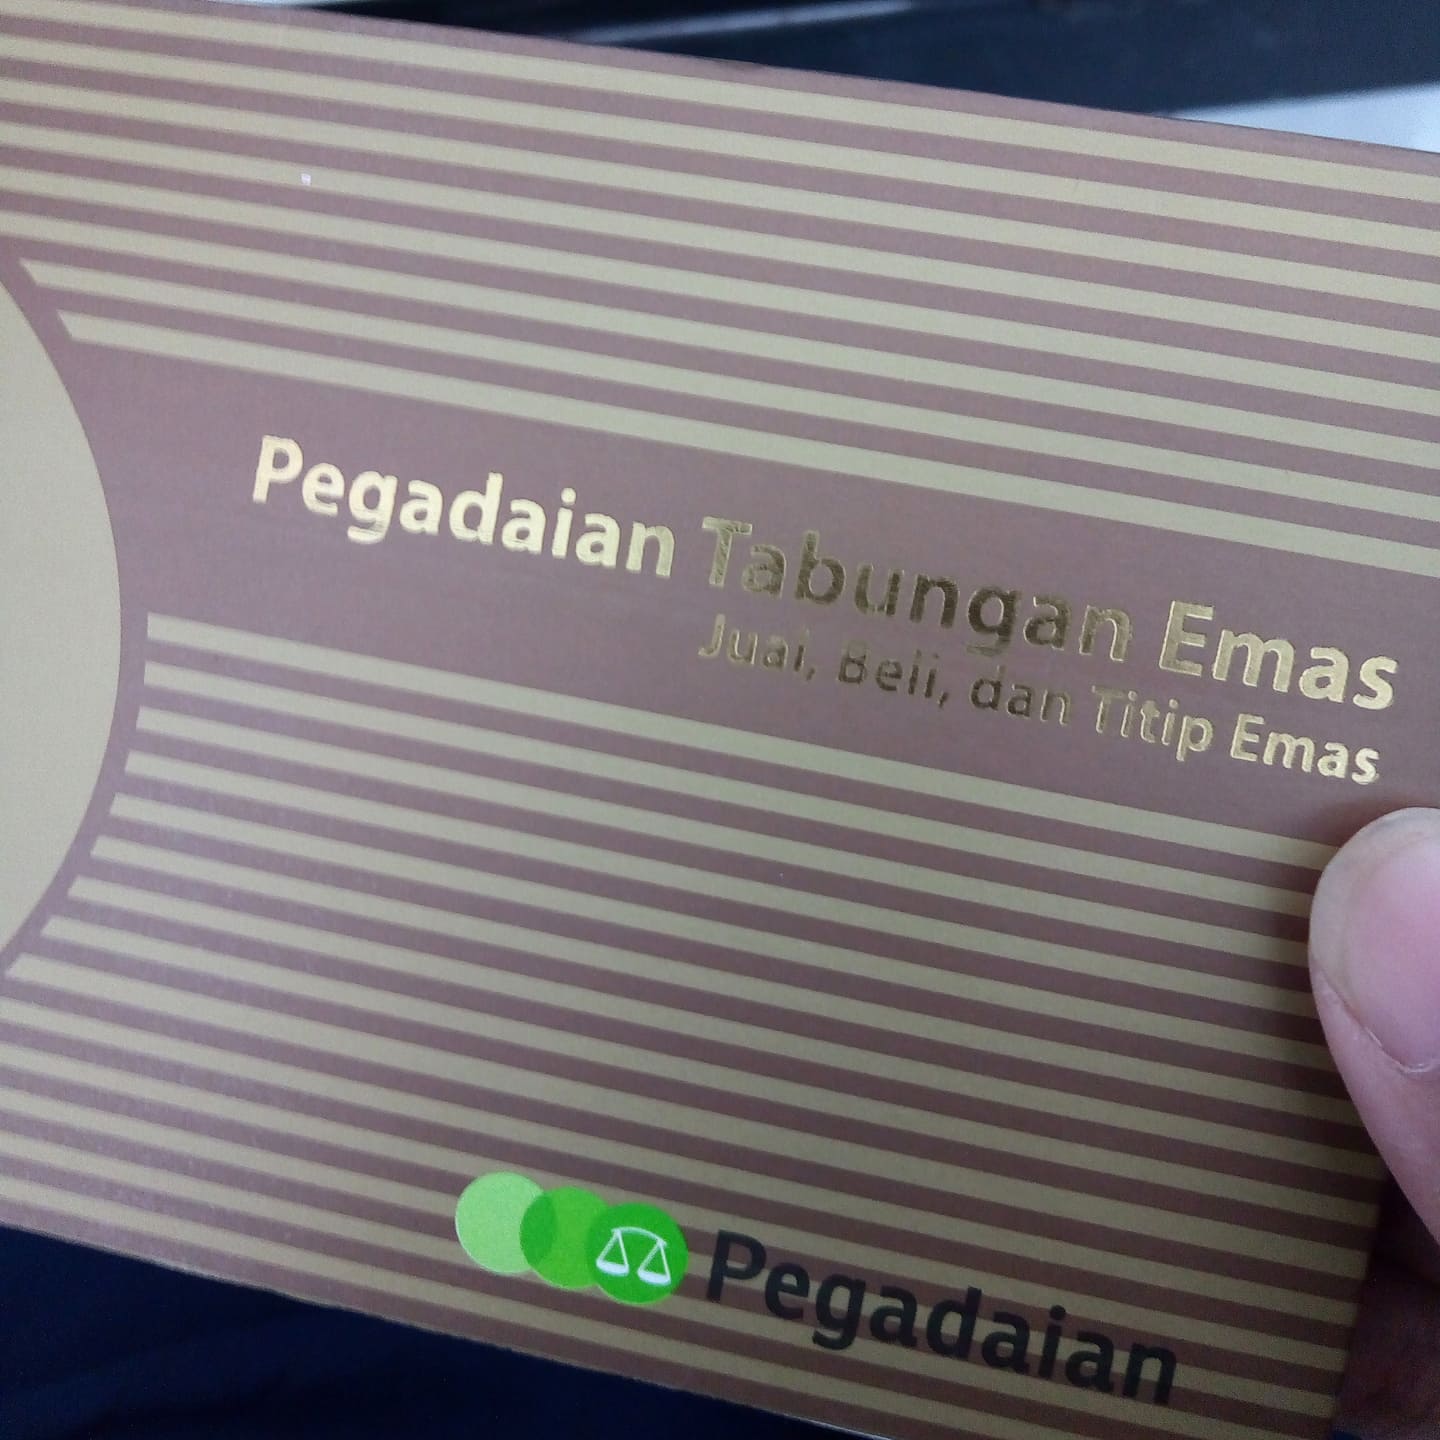 Pegadaian Tabungan Emas
Jual, Beli, dan Titip Emas
Pegadaian